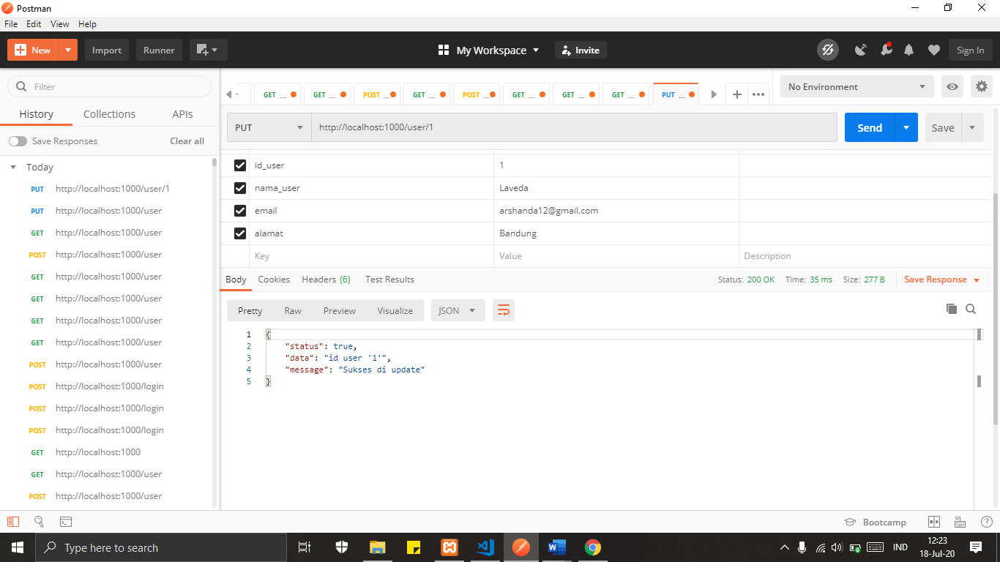 Postman
File Edit View Help
New Import Runner My Workspace Invite Sign In
Filter
History Collections APIs
Save Responses Clear all
Today
PUT http://localhost:1000/user/1
PUT http://localhost:1000/user
GET http://localhost:1000/user
POST http://localhost:1000/user
GET http://localhost:1000/user
GET http://localhost:1000/user
GET http://localhost:1000/user
GET http://localhost:1000/user
POST http://localhost:1000/user
POST http://localhost:1000/login
POST http://localhost:1000/login
POST http://localhost:1000/login
GET http://localhost:1000
GET http://localhost:1000/user
POST http://localhost:1000/user
GET ... GET ... POST ... GET ... POST ... GET ... GET ... GET ... PUT ...
No Environment
PUT http://localhost:1000/user/1 Send Save
id_user 1
nama_user Laveda
email arshanda12@gmail.com
alamat Bandung
Key Value Description
Body Cookies Headers (6) Test Results Status: 200 OK Time: 35 ms Size: 277 B Save Response
Pretty Raw Preview Visualize JSON
1 {
2 "status": true,
3 "data": "id user '1'",
4 "message": "Sukses di update"
5 }
Bootcamp
Type here to search
IND
12:23
18-Jul-20